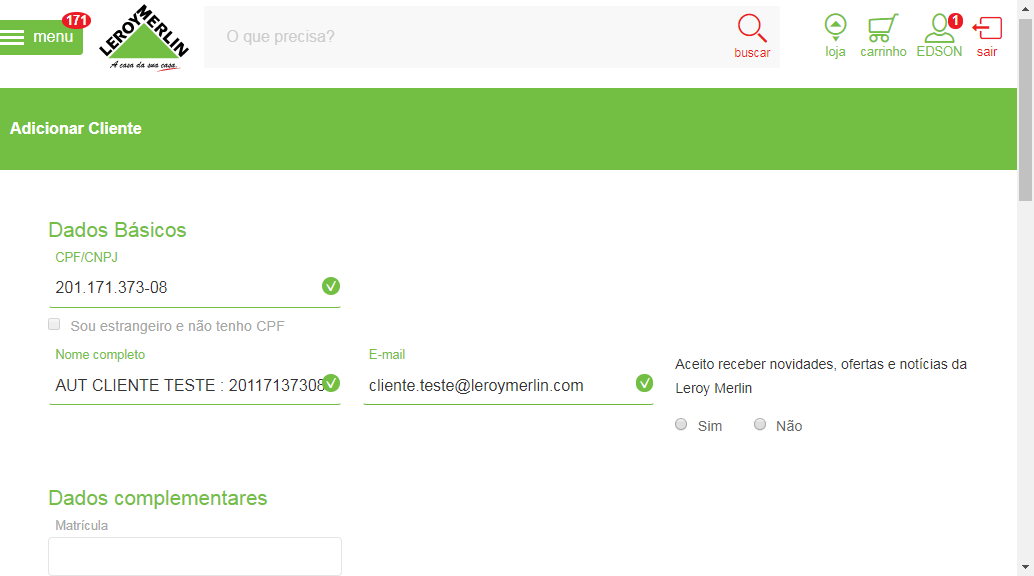 171
menu
LEROY MERLIN
A casa da sua casa.
O que precisa?
buscar
loja
carrinho
1
EDSON
sair
Adicionar Cliente
Dados Básicos
CPF/CNPJ
201.171.373-08
Sou estrangeiro e não tenho CPF
Nome completo
AUT CLIENTE TESTE : 20117137308
E-mail
cliente.teste@leroymerlin.com
Aceito receber novidades, ofertas e notícias da
Leroy Merlin
Sim
Não
Dados complementares
Matrícula